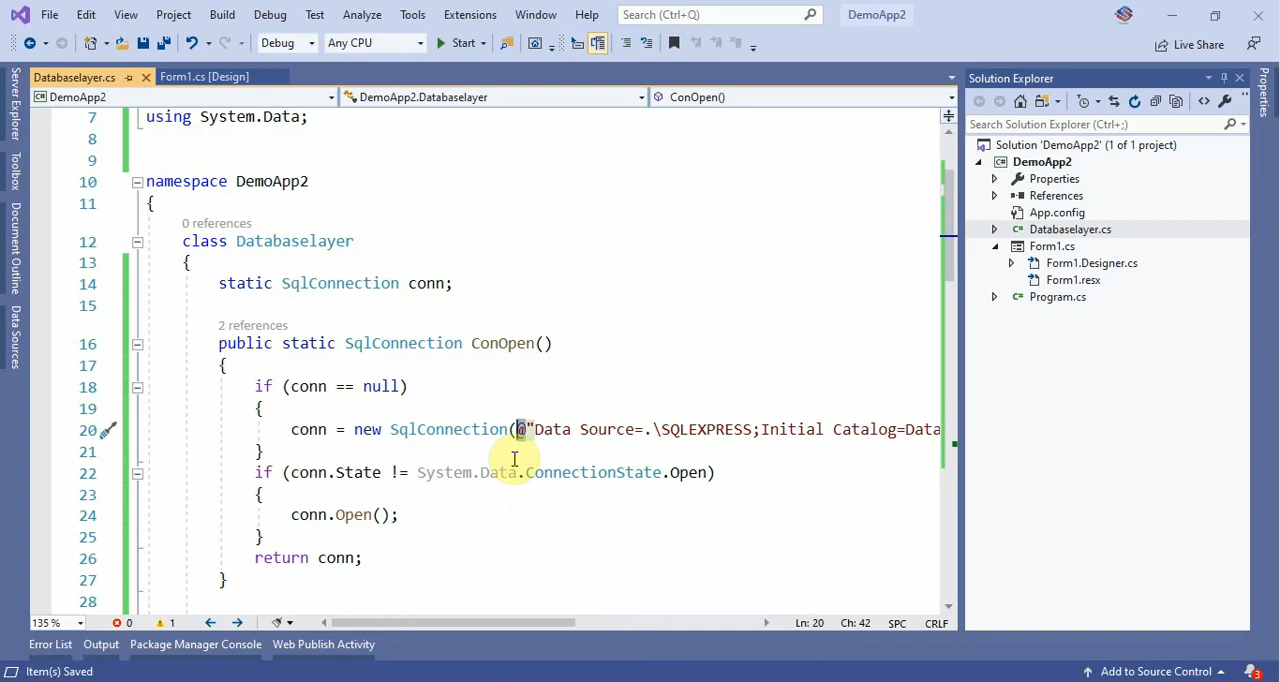 File Edit View Project Build Debug Test Analyze Tools Extensions Window Help Search (Ctrl+Q) DemoApp2
Debug Any CPU Start Live Share
Databaselayer.cs Form1.cs [Design]
DemoApp2 DemoApp2.Databaselayer ConOpen()
Server Explorer
Toolbox
Document Outline
Data Sources
7 using System.Data;
8
9
10 namespace DemoApp2
11 {
0 references
12 class Databaselayer
13 {
14 static SqlConnection conn;
15
2 references
16 public static SqlConnection ConOpen()
17 {
18 if (conn == null)
19 {
20 conn = new SqlConnection(@"Data Source=.\SQLEXPRESS;Initial Catalog=Data
21 }
22 if (conn.State != System.Data.ConnectionState.Open)
23 {
24 conn.Open();
25 }
26 return conn;
27 }
28
135 % 0 1 Ln: 20 Ch: 42 SPC CRLF
Solution Explorer
Search Solution Explorer (Ctrl+;)
Solution 'DemoApp2' (1 of 1 project)
DemoApp2
Properties
References
App.config
Databaselayer.cs
Form1.cs
Form1.Designer.cs
Form1.resx
Program.cs
Properties
Error List Output Package Manager Console Web Publish Activity
Item(s) Saved Add to Source Control 3